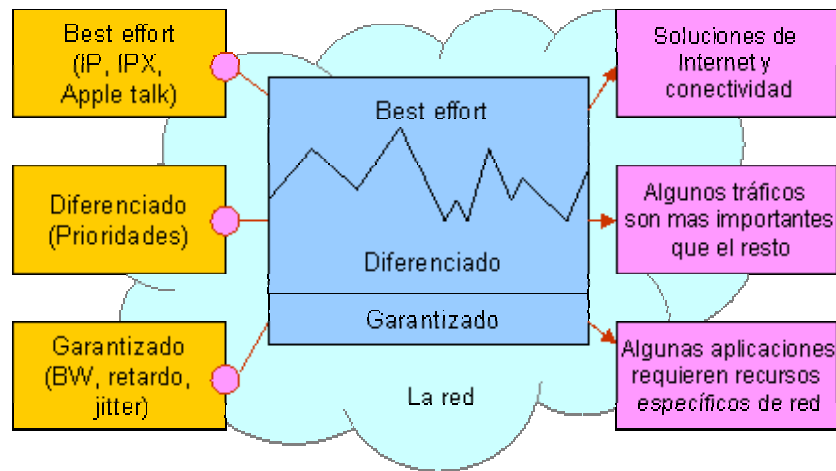 Best effort
(IP, IPX,
Apple talk)
Diferenciado
(Prioridades)
Garantizado
(BW, retardo,
jitter)
Best effort
Diferenciado
Garantizado
La red
Soluciones de
Internet y
conectividad
Algunos tráficos
son mas importantes
que el resto
Algunas aplicaciones
requieren recursos
específicos de red